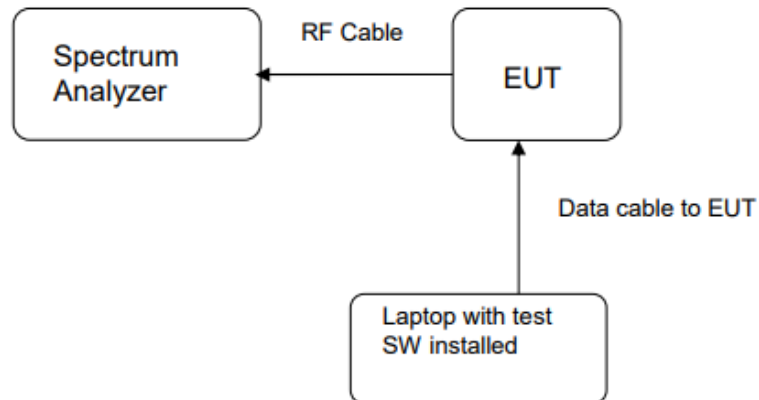 RF Cable
Spectrum
Analyzer
EUT
Data cable to EUT
Laptop with test
SW installed